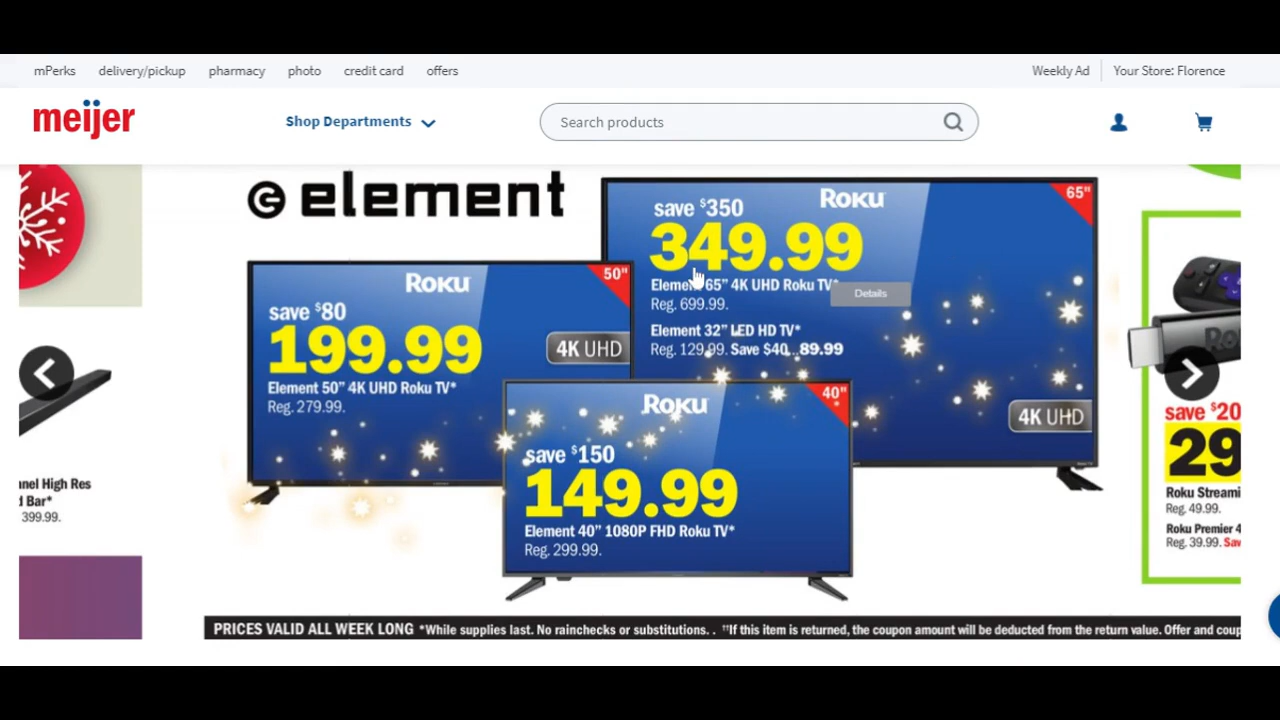 mPerks delivery/pickup pharmacy photo credit card offers Weekly Ad Your Store: Florence
meijer Shop Departments Search products
element
Roku 65"
save $350
349.99
Element 65" 4K UHD Roku TV*
Details
Reg. 699.99.
Element 32" LED HD TV*
Reg. 129.99. Save $40...89.99
4K UHD
Roku 50"
save $80
199.99
4K UHD
Element 50" 4K UHD Roku TV*
Reg. 279.99.
Roku 40"
save $150
149.99
Element 40" 1080P FHD Roku TV*
Reg. 299.99.
nel High Res
Bar*
399.99.
save $20
29
Roku Streami
Reg. 49.99.
Roku Premier 4
Reg. 39.99. Sav
PRICES VALID ALL WEEK LONG *While supplies last. No rainchecks or substitutions. . ††If this item is returned, the coupon amount will be deducted from the return value. Offer and coup